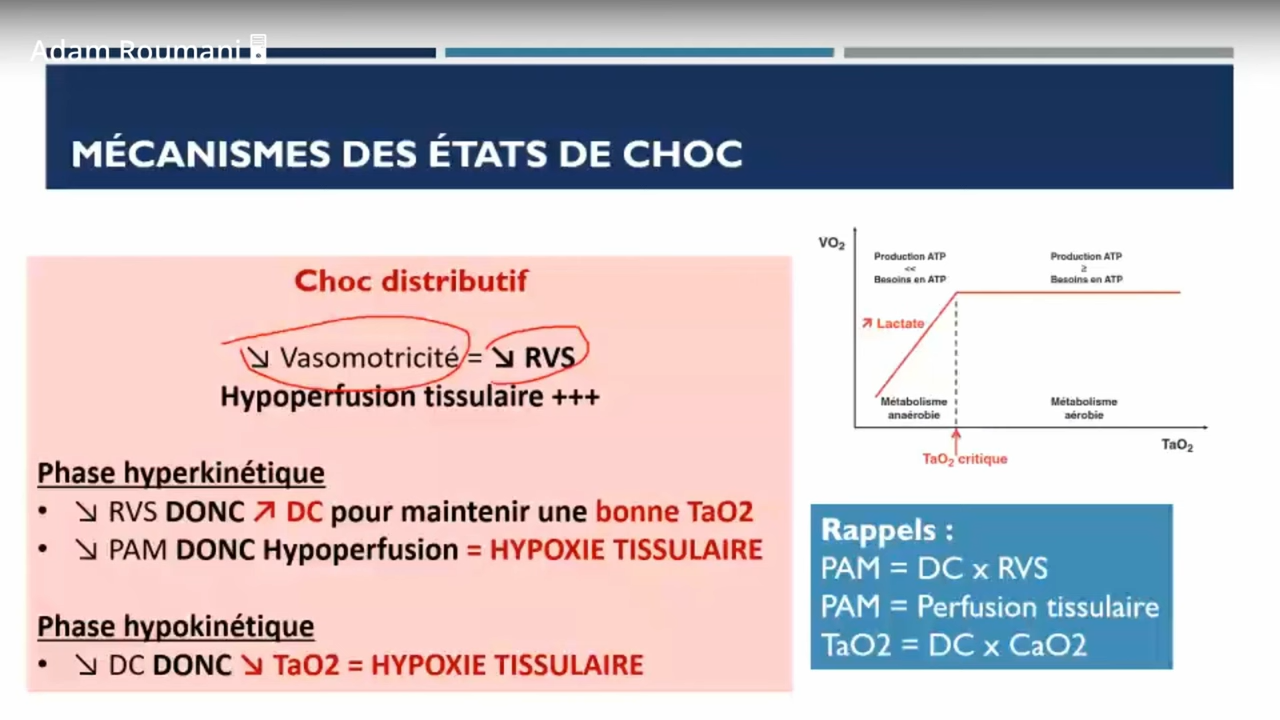 Adam Roumani
MÉCANISMES DES ÉTATS DE CHOC
Choc distributif
↘ Vasomotricité = ↘ RVS
Hypoperfusion tissulaire +++
Phase hyperkinétique
• ↘ RVS DONC ↗ DC pour maintenir une bonne TaO2
• ↘ PAM DONC Hypoperfusion = HYPOXIE TISSULAIRE
Phase hypokinétique
• ↘ DC DONC ↘ TaO2 = HYPOXIE TISSULAIRE
VO₂
Production ATP
<<
Besoins en ATP
Production ATP
≥
Besoins en ATP
↗ Lactate
Métabolisme
anaérobie
Métabolisme
aérobie
TaO₂
TaO₂ critique
Rappels :
PAM = DC x RVS
PAM = Perfusion tissulaire
TaO2 = DC x CaO2